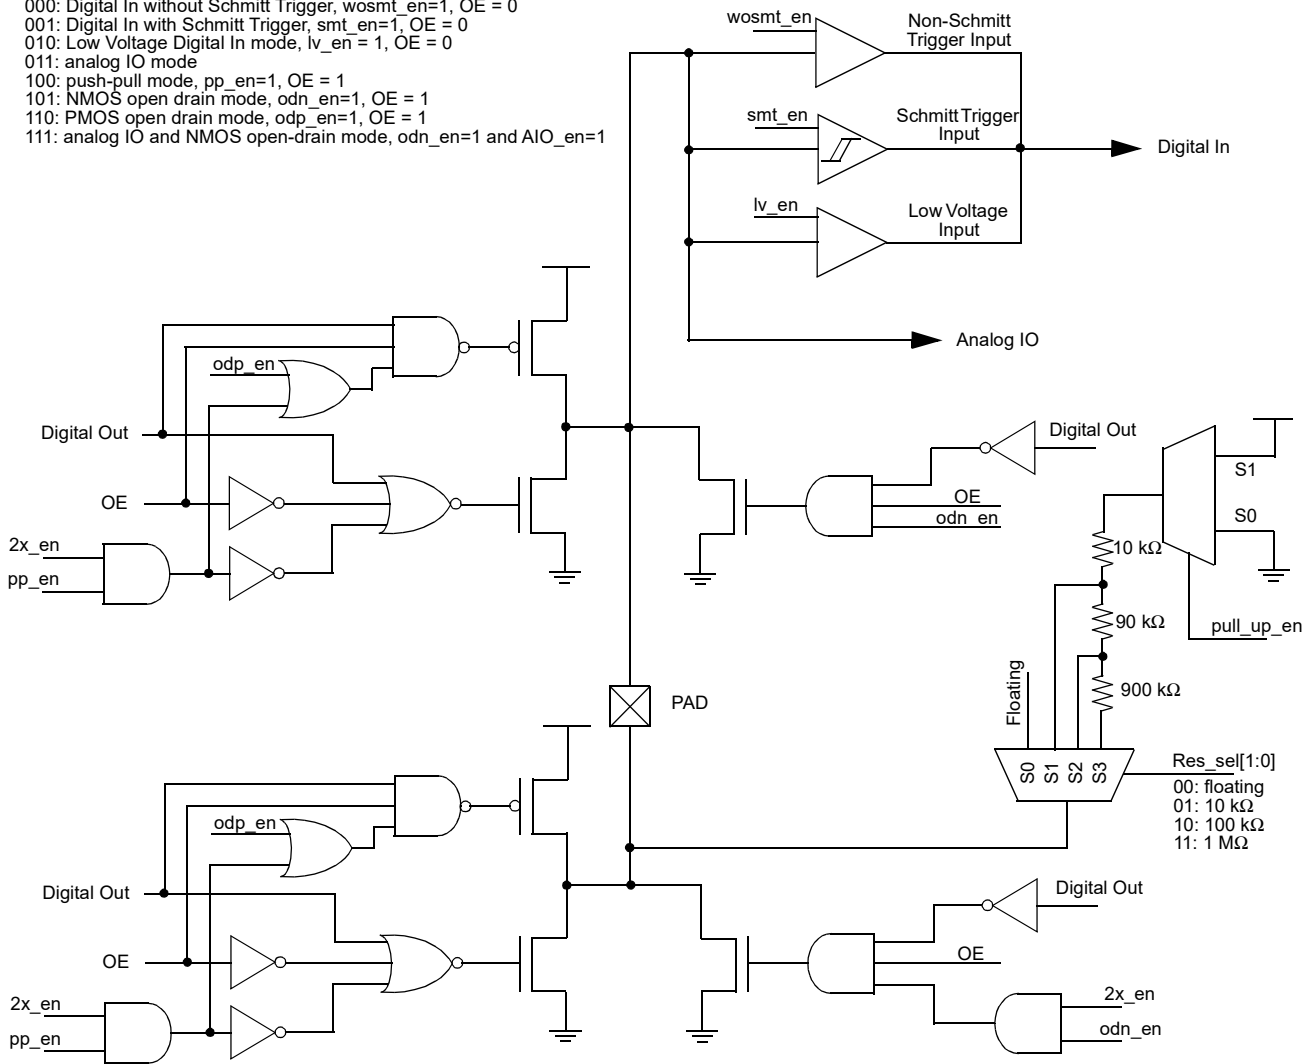 000: Digital In without Schmitt Trigger, wosmt_en=1, OE = 0
001: Digital In with Schmitt Trigger, smt_en=1, OE = 0
010: Low Voltage Digital In mode, lv_en = 1, OE = 0
011: analog IO mode
100: push-pull mode, pp_en=1, OE = 1
101: NMOS open drain mode, odn_en=1, OE = 1
110: PMOS open drain mode, odp_en=1, OE = 1
111: analog IO and NMOS open-drain mode, odn_en=1 and AIO_en=1
wosmt_en
Non-Schmitt
Trigger Input
smt_en
Schmitt Trigger
Input
Digital In
lv_en
Low Voltage
Input
Analog IO
odp_en
Digital Out
OE
2x_en
pp_en
Digital Out
OE
odn_en
S1
S0
10 kΩ
90 kΩ
pull_up_en
900 kΩ
Floating
PAD
S0
S1
S2
S3
Res_sel[1:0]
00: floating
01: 10 kΩ
10: 100 kΩ
11: 1 MΩ
odp_en
Digital Out
OE
2x_en
pp_en
Digital Out
OE
2x_en
odn_en